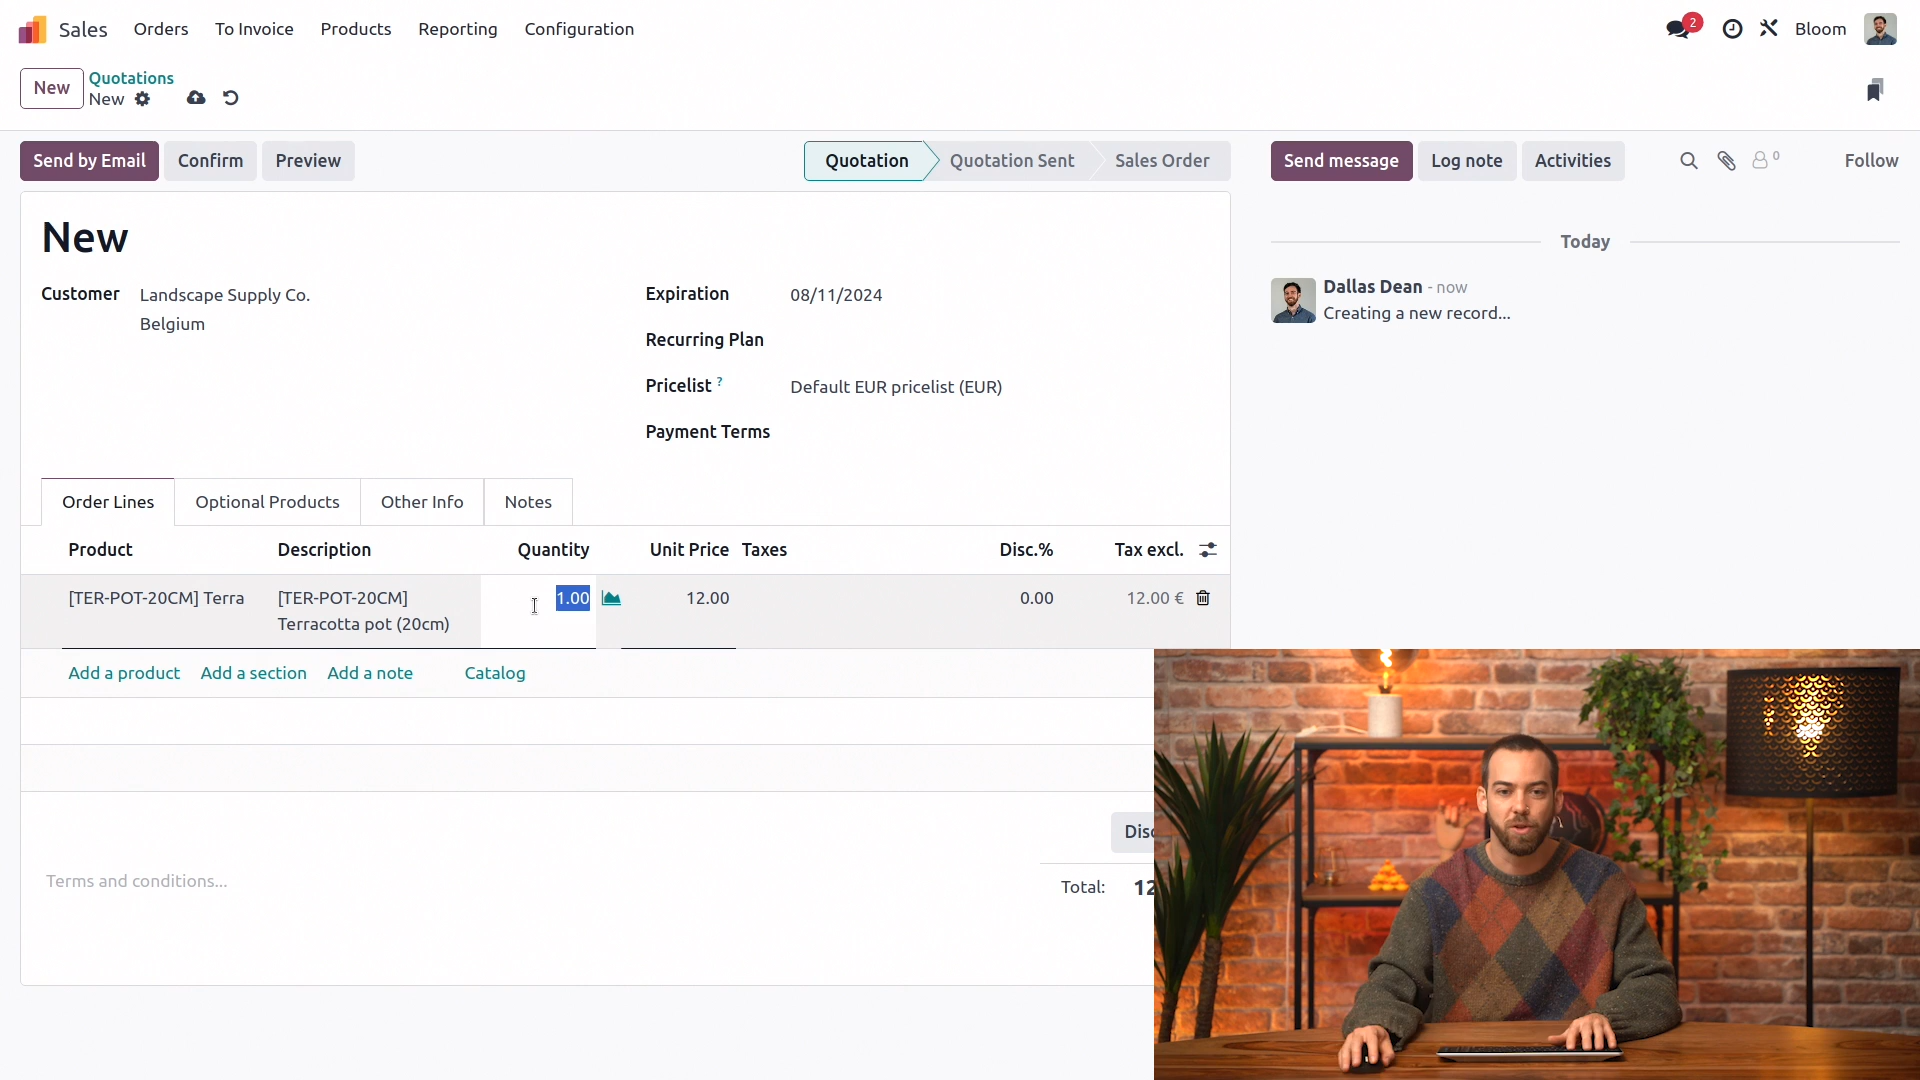 Sales Orders To Invoice Products Reporting Configuration 2 Bloom
New Quotations
New
Send by Email Confirm Preview Quotation Quotation Sent Sales Order Send message Log note Activities 0 Follow
New
Customer Landscape Supply Co.
Belgium
Expiration 08/11/2024
Recurring Plan
Pricelist ? Default EUR pricelist (EUR)
Payment Terms
Today
Dallas Dean - now
Creating a new record...
Order Lines Optional Products Other Info Notes
Product Description Quantity Unit Price Taxes Disc.% Tax excl.
[TER-POT-20CM] Terra [TER-POT-20CM] 1.00 12.00 0.00 12.00 €
Terracotta pot (20cm)
Add a product Add a section Add a note Catalog
Disc
Terms and conditions...
Total: 12